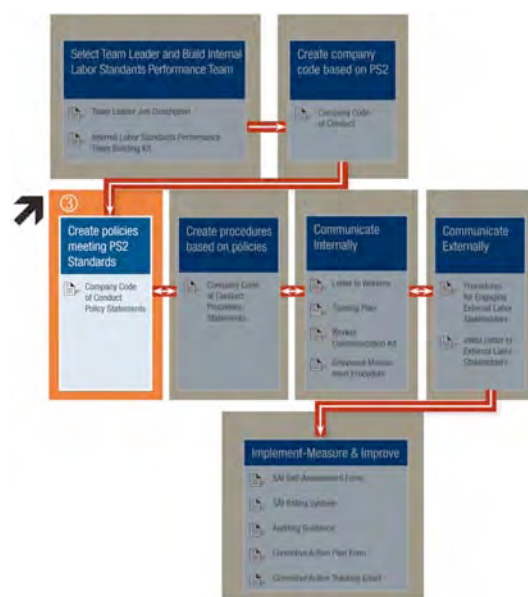 Select Team Leader and Build Internal
Labor Standards Performance Team
Team Leader Job Description
Internal Labor Standards Performance
Team Building Kit
Create company
code based on PS2
Company Code
of Conduct
③
Create policies
meeting PS2
Standards
Company Code
of Conduct
Policy Statements
Create procedures
based on policies
Company Code
of Conduct
Procedure
Statements
Communicate
Internally
Letter to Workers
Training Plan
Worker
Communication Kit
Grievance Manage-
ment Procedure
Communicate
Externally
Procedures
for Engaging
External Labor
Stakeholders
Initial Letter to
External Labor
Stakeholders
Implement-Measure & Improve
SAI Self-Assessment Form
SAI Rating System
Auditing Guidance
Corrective Action Plan Form
Corrective Action Tracking Chart